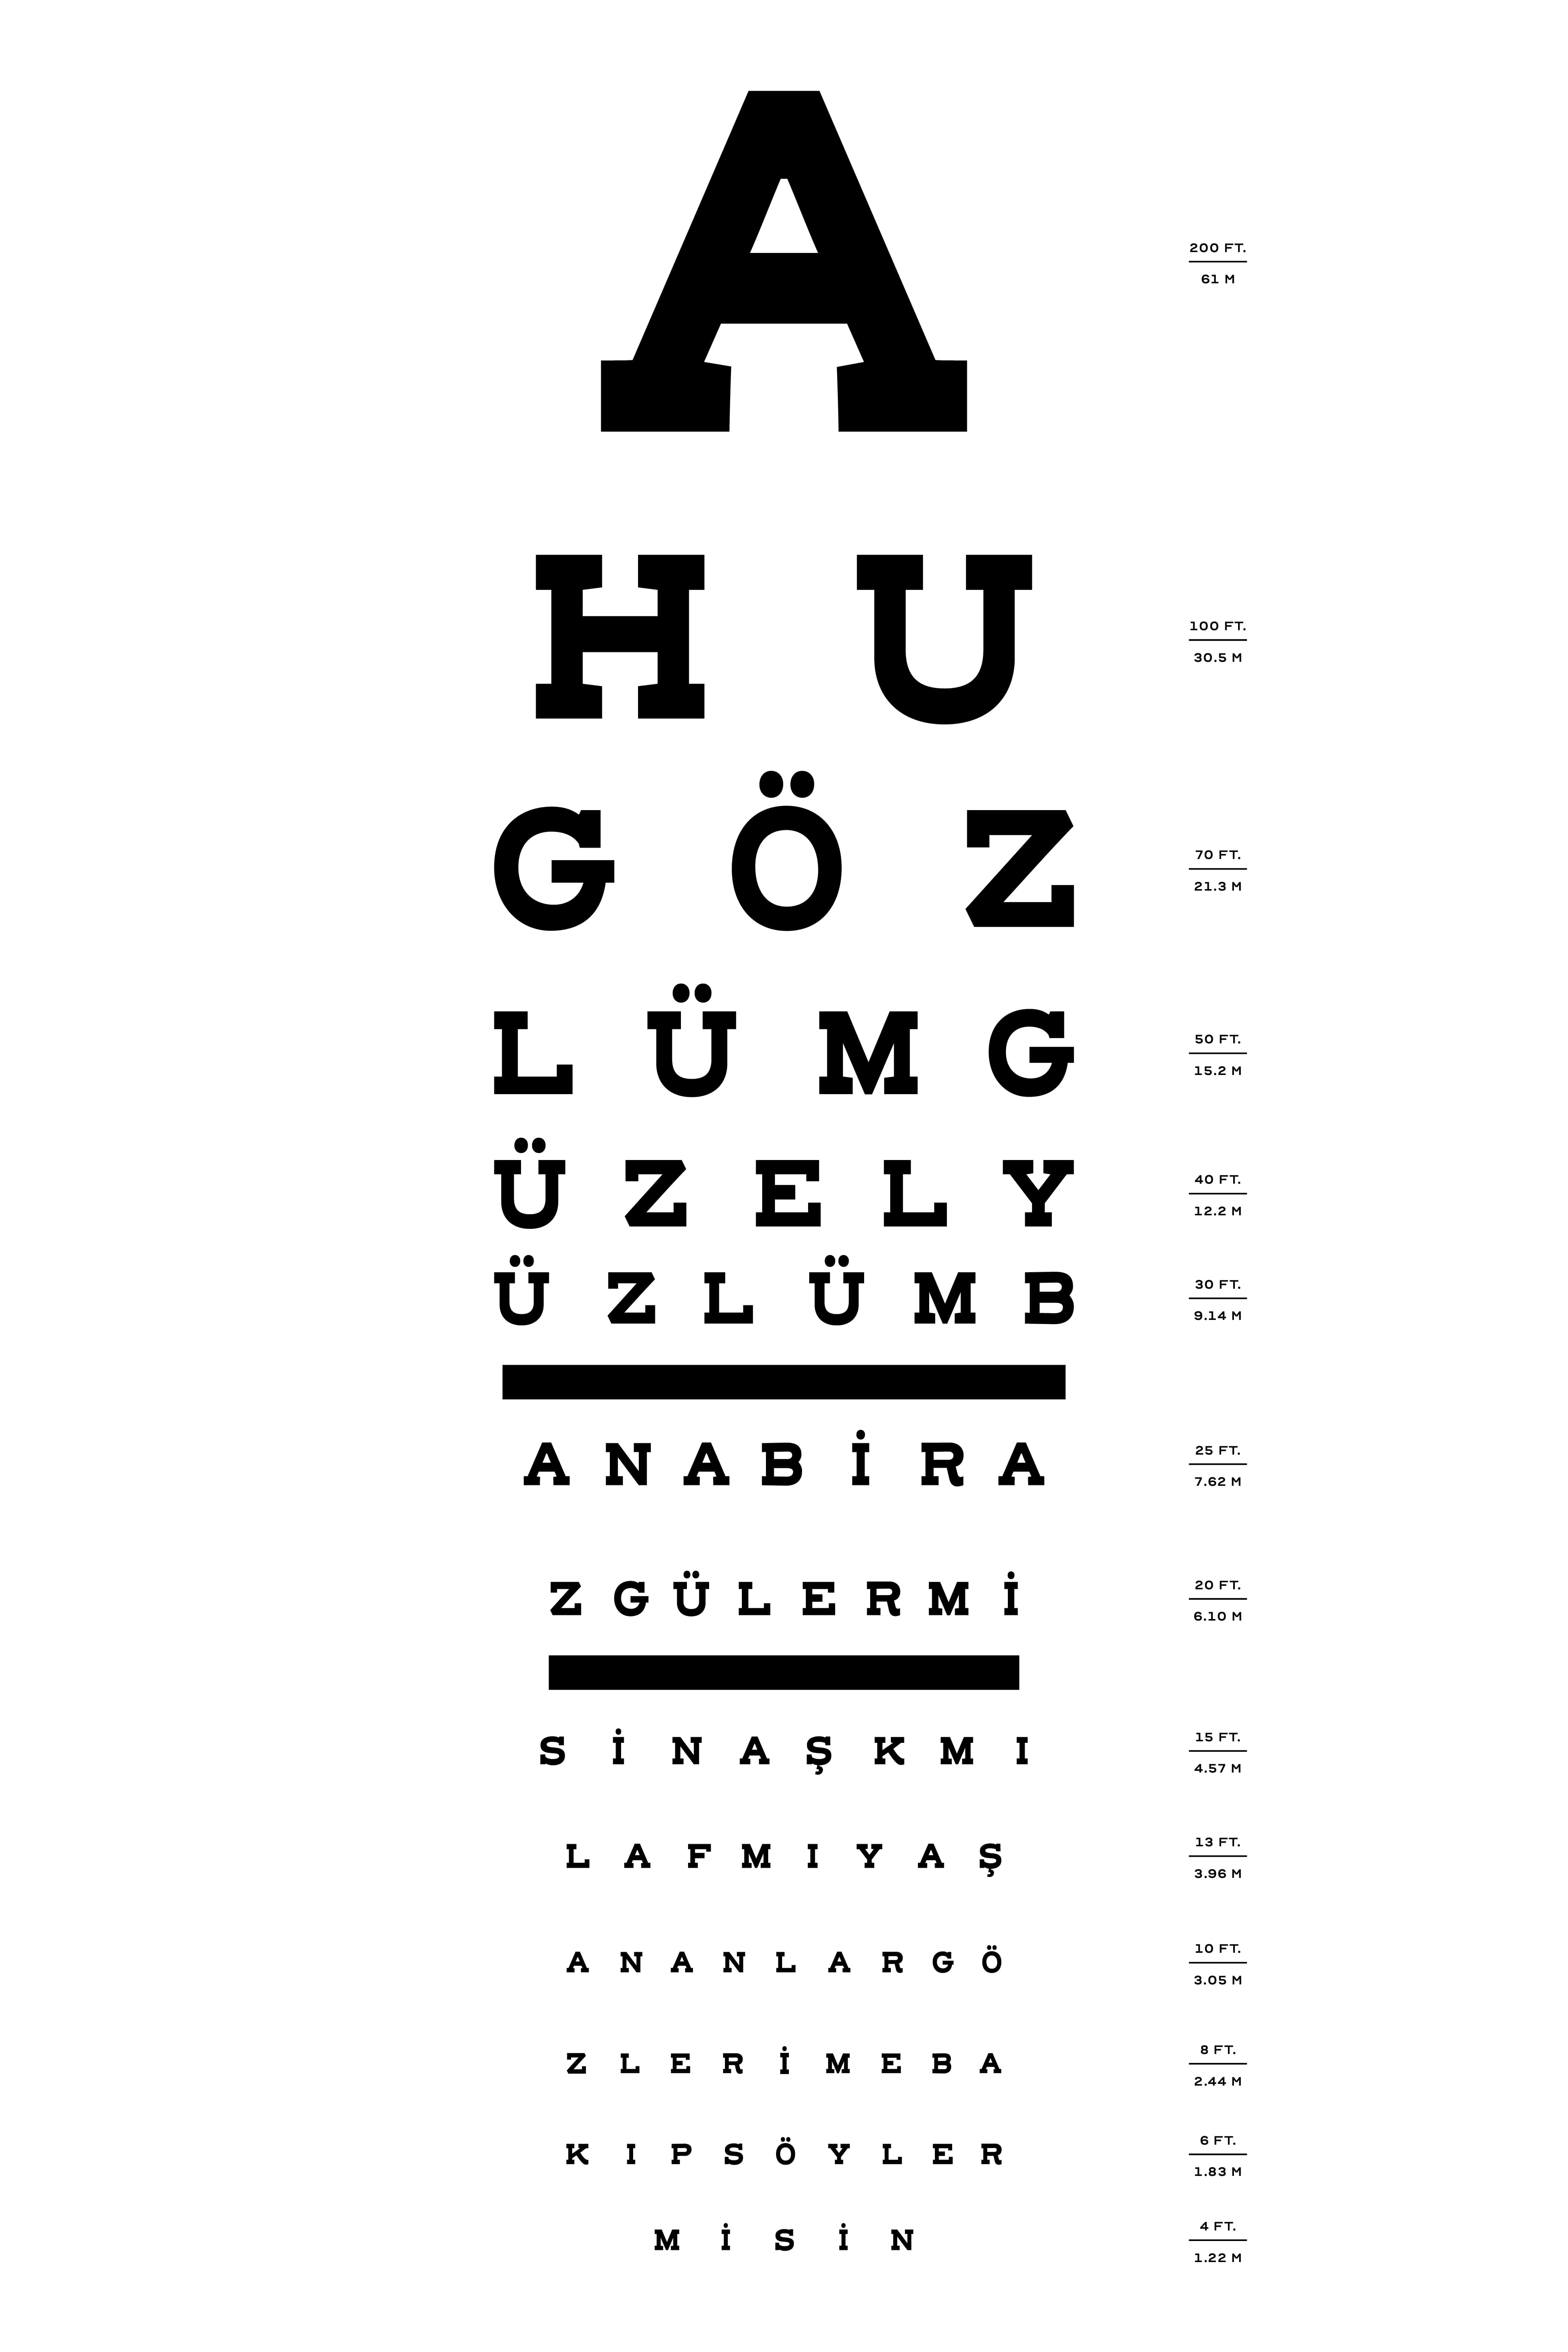 A
200 FT.
61 M
H U
100 FT.
30.5 M
G Ö Z
70 FT.
21.3 M
L Ü M G
50 FT.
15.2 M
Ü Z E L Y
40 FT.
12.2 M
Ü Z L Ü M B
30 FT.
9.14 M
A N A B İ R A
25 FT.
7.62 M
Z G Ü L E R M İ
20 FT.
6.10 M
S İ N A Ş K M I
15 FT.
4.57 M
L A F M I Y A Ş
13 FT.
3.96 M
A N A N L A R G Ö
10 FT.
3.05 M
Z L E R İ M E B A
8 FT.
2.44 M
K I P S Ö Y L E R
6 FT.
1.83 M
M İ S İ N
4 FT.
1.22 M